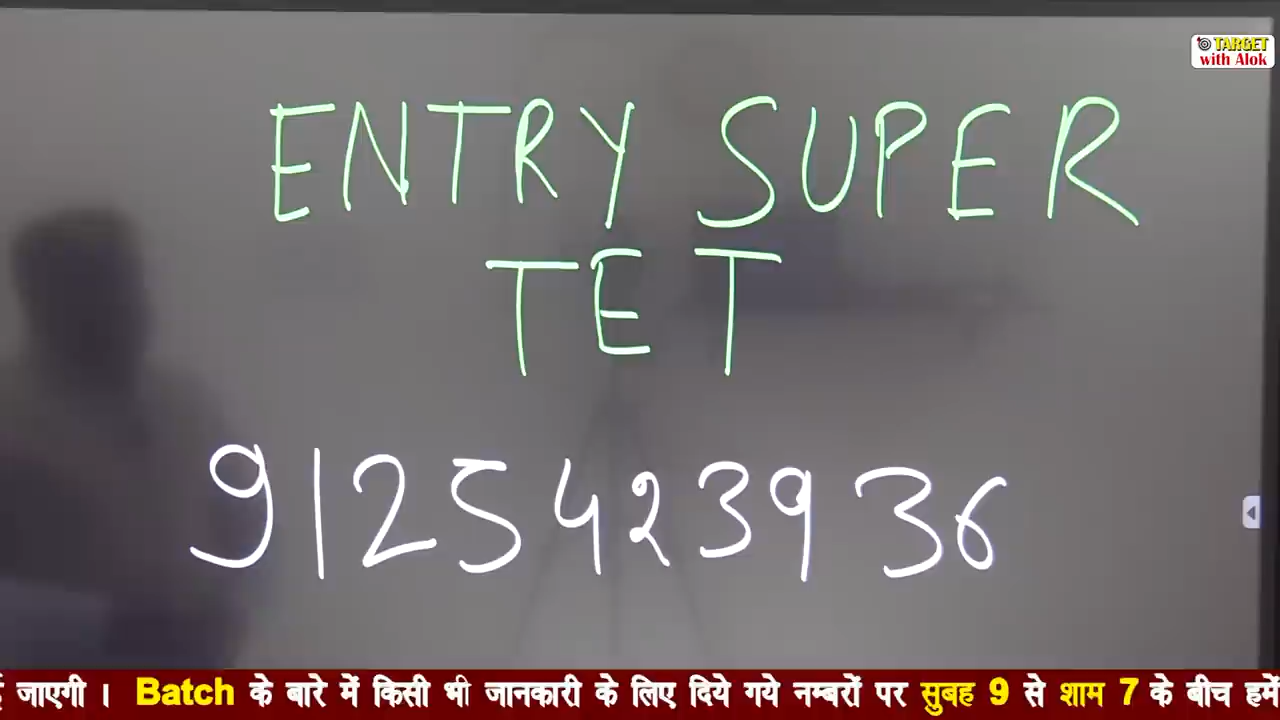 TARGET
with Alok
ENTRY SUPER
TET
9125423936
जाएगी । Batch के बारे में किसी भी जानकारी के लिए दिये गये नम्बरों पर सुबह 9 से शाम 7 के बीच हमें